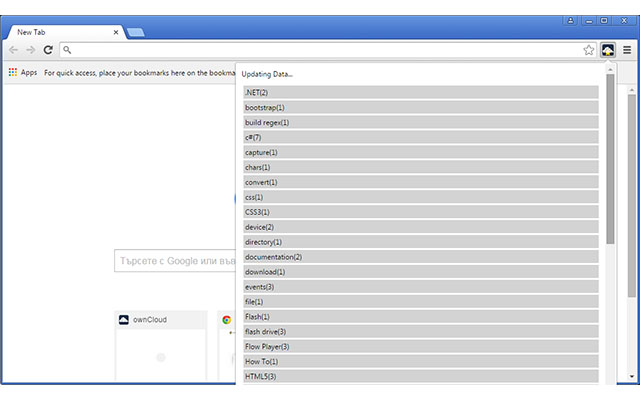 New Tab
Apps For quick access, place your bookmarks here on the bookma
Updating Data...
.NET(2)
bootstrap(1)
build regex(1)
c#(7)
capture(1)
chars(1)
convert(1)
css(1)
CSS3(1)
device(2)
directory(1)
documentation(2)
download(1)
events(3)
file(1)
Flash(1)
flash drive(3)
Flow Player(3)
How To(1)
HTML5(3)
Търсете с Google или във
ownCloud